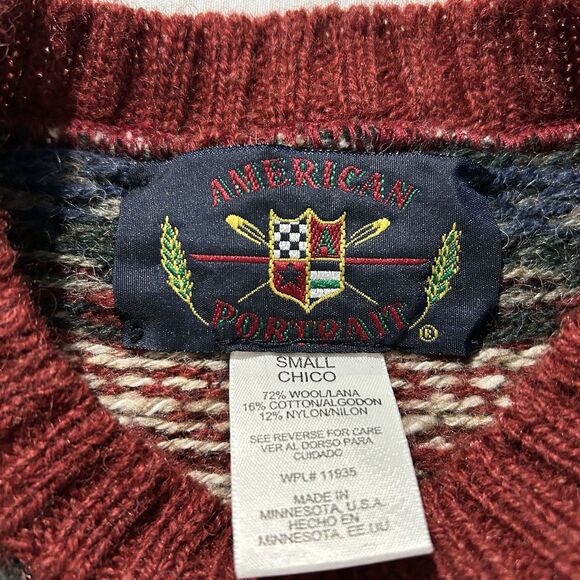 AMERICAN
A
PORTRAIT ®
SMALL
CHICO
72% WOOL/LANA
16% COTTON/ALGODON
12% NYLON/NILON
SEE REVERSE FOR CARE
VER AL DORSO PARA
CUIDADO
WPL# 11935
MADE IN
MINNESOTA, U.S.A.
HECHO EN
MINNESOTA, EE.UU.